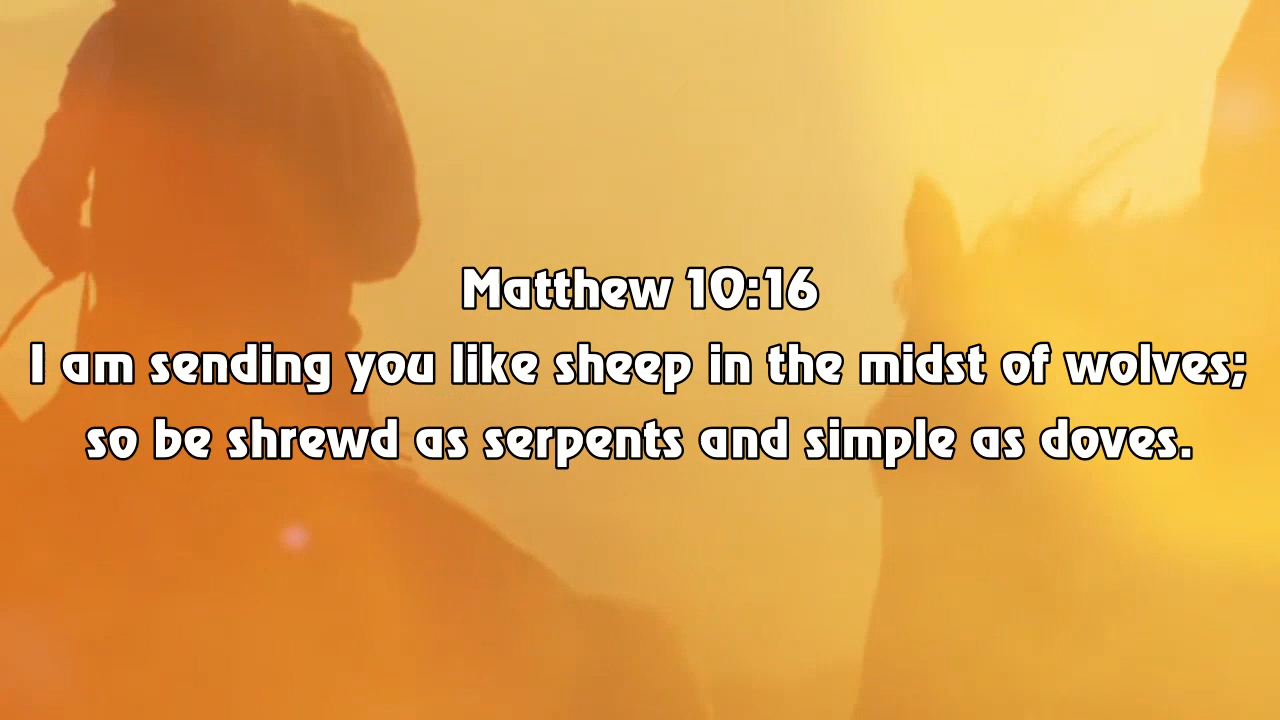 Matthew 10:16
I am sending you like sheep in the midst of wolves;
so be shrewd as serpents and simple as doves.